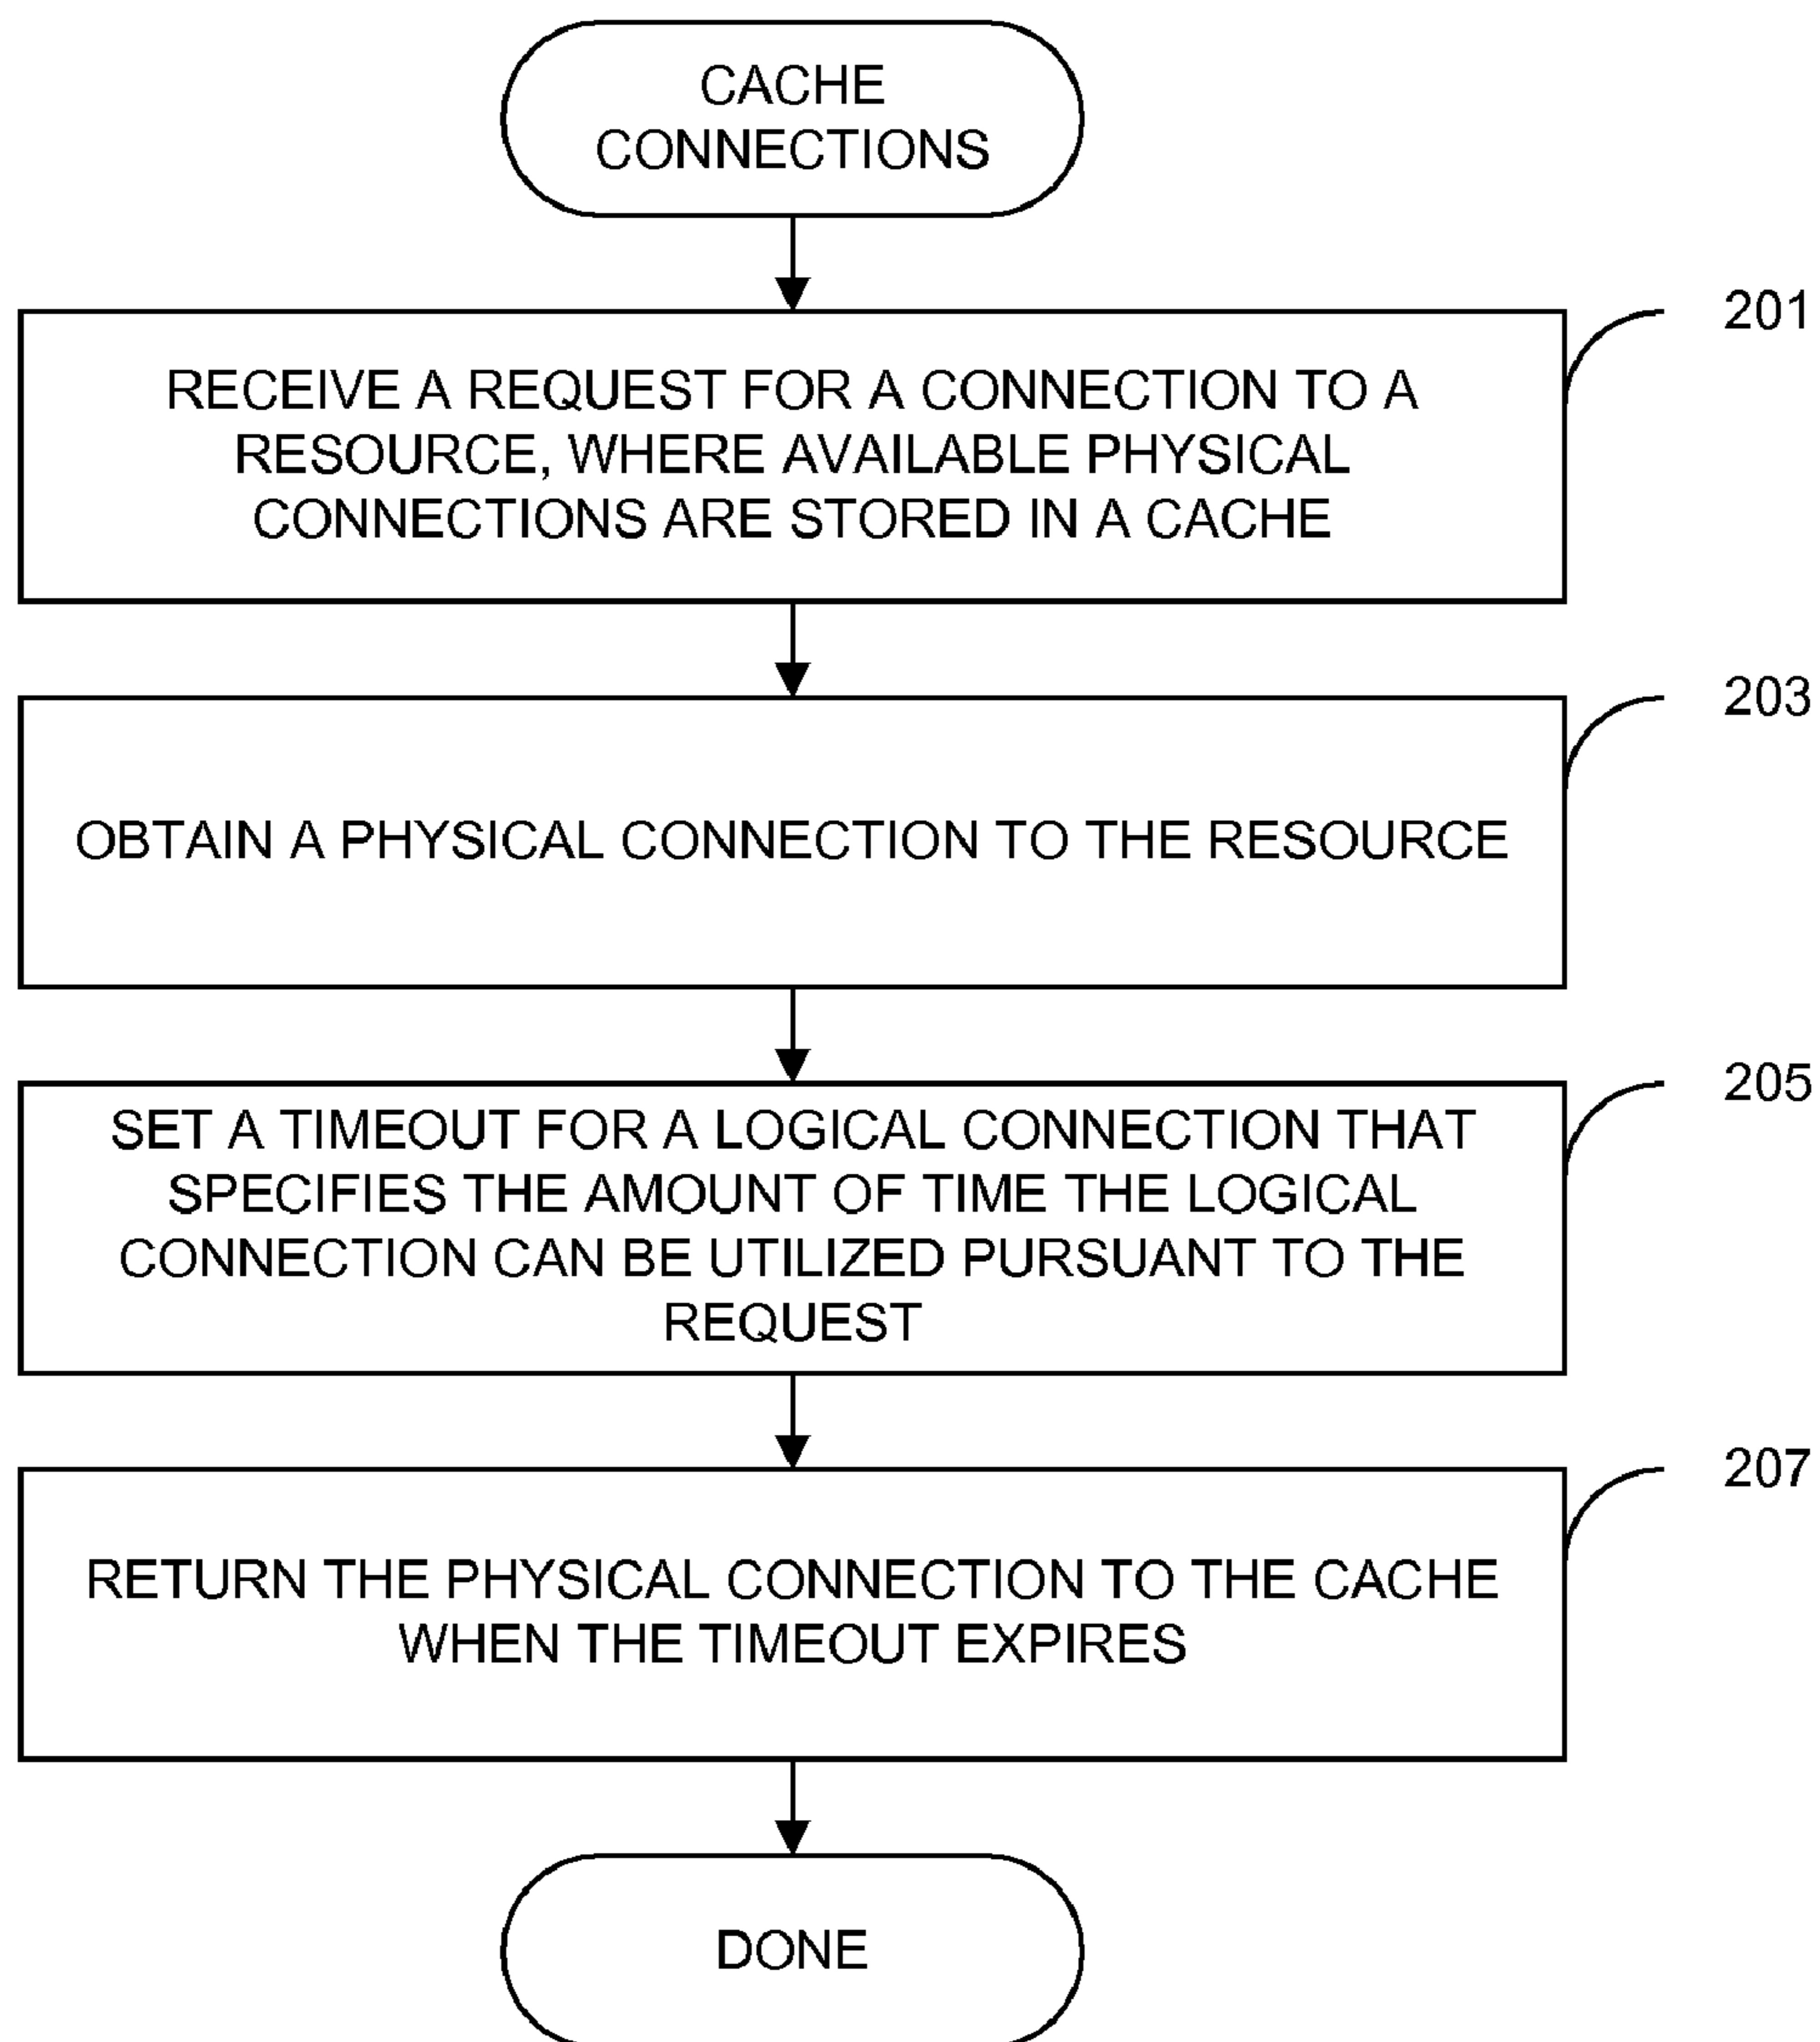 CACHE
CONNECTIONS
201
RECEIVE A REQUEST FOR A CONNECTION TO A
RESOURCE, WHERE AVAILABLE PHYSICAL
CONNECTIONS ARE STORED IN A CACHE
203
OBTAIN A PHYSICAL CONNECTION TO THE RESOURCE
205
SET A TIMEOUT FOR A LOGICAL CONNECTION THAT
SPECIFIES THE AMOUNT OF TIME THE LOGICAL
CONNECTION CAN BE UTILIZED PURSUANT TO THE
REQUEST
207
RETURN THE PHYSICAL CONNECTION TO THE CACHE
WHEN THE TIMEOUT EXPIRES
DONE